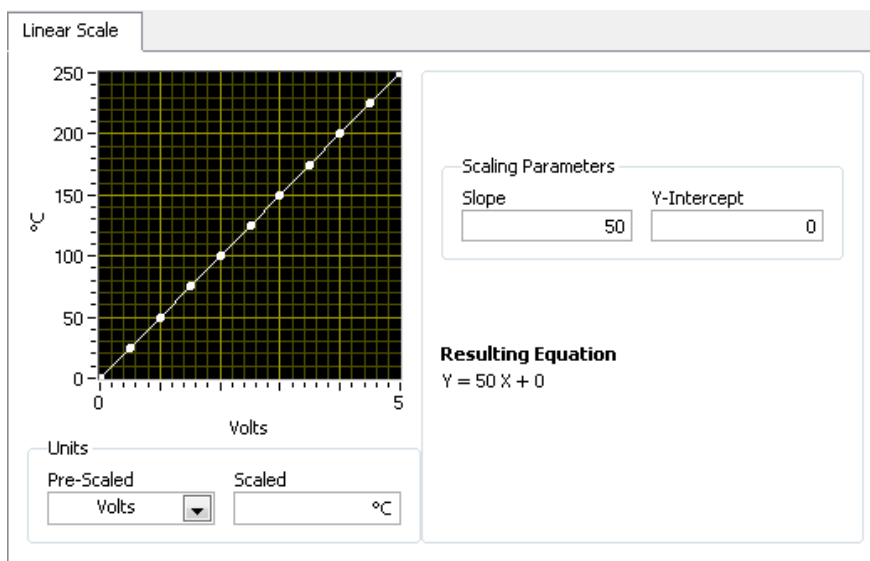 Linear Scale
250
200
150
100
50
0
°C
0
5
Volts
Units
Pre-Scaled
Scaled
Volts
°C
Scaling Parameters
Slope
Y-Intercept
50
0
Resulting Equation
Y = 50 X + 0